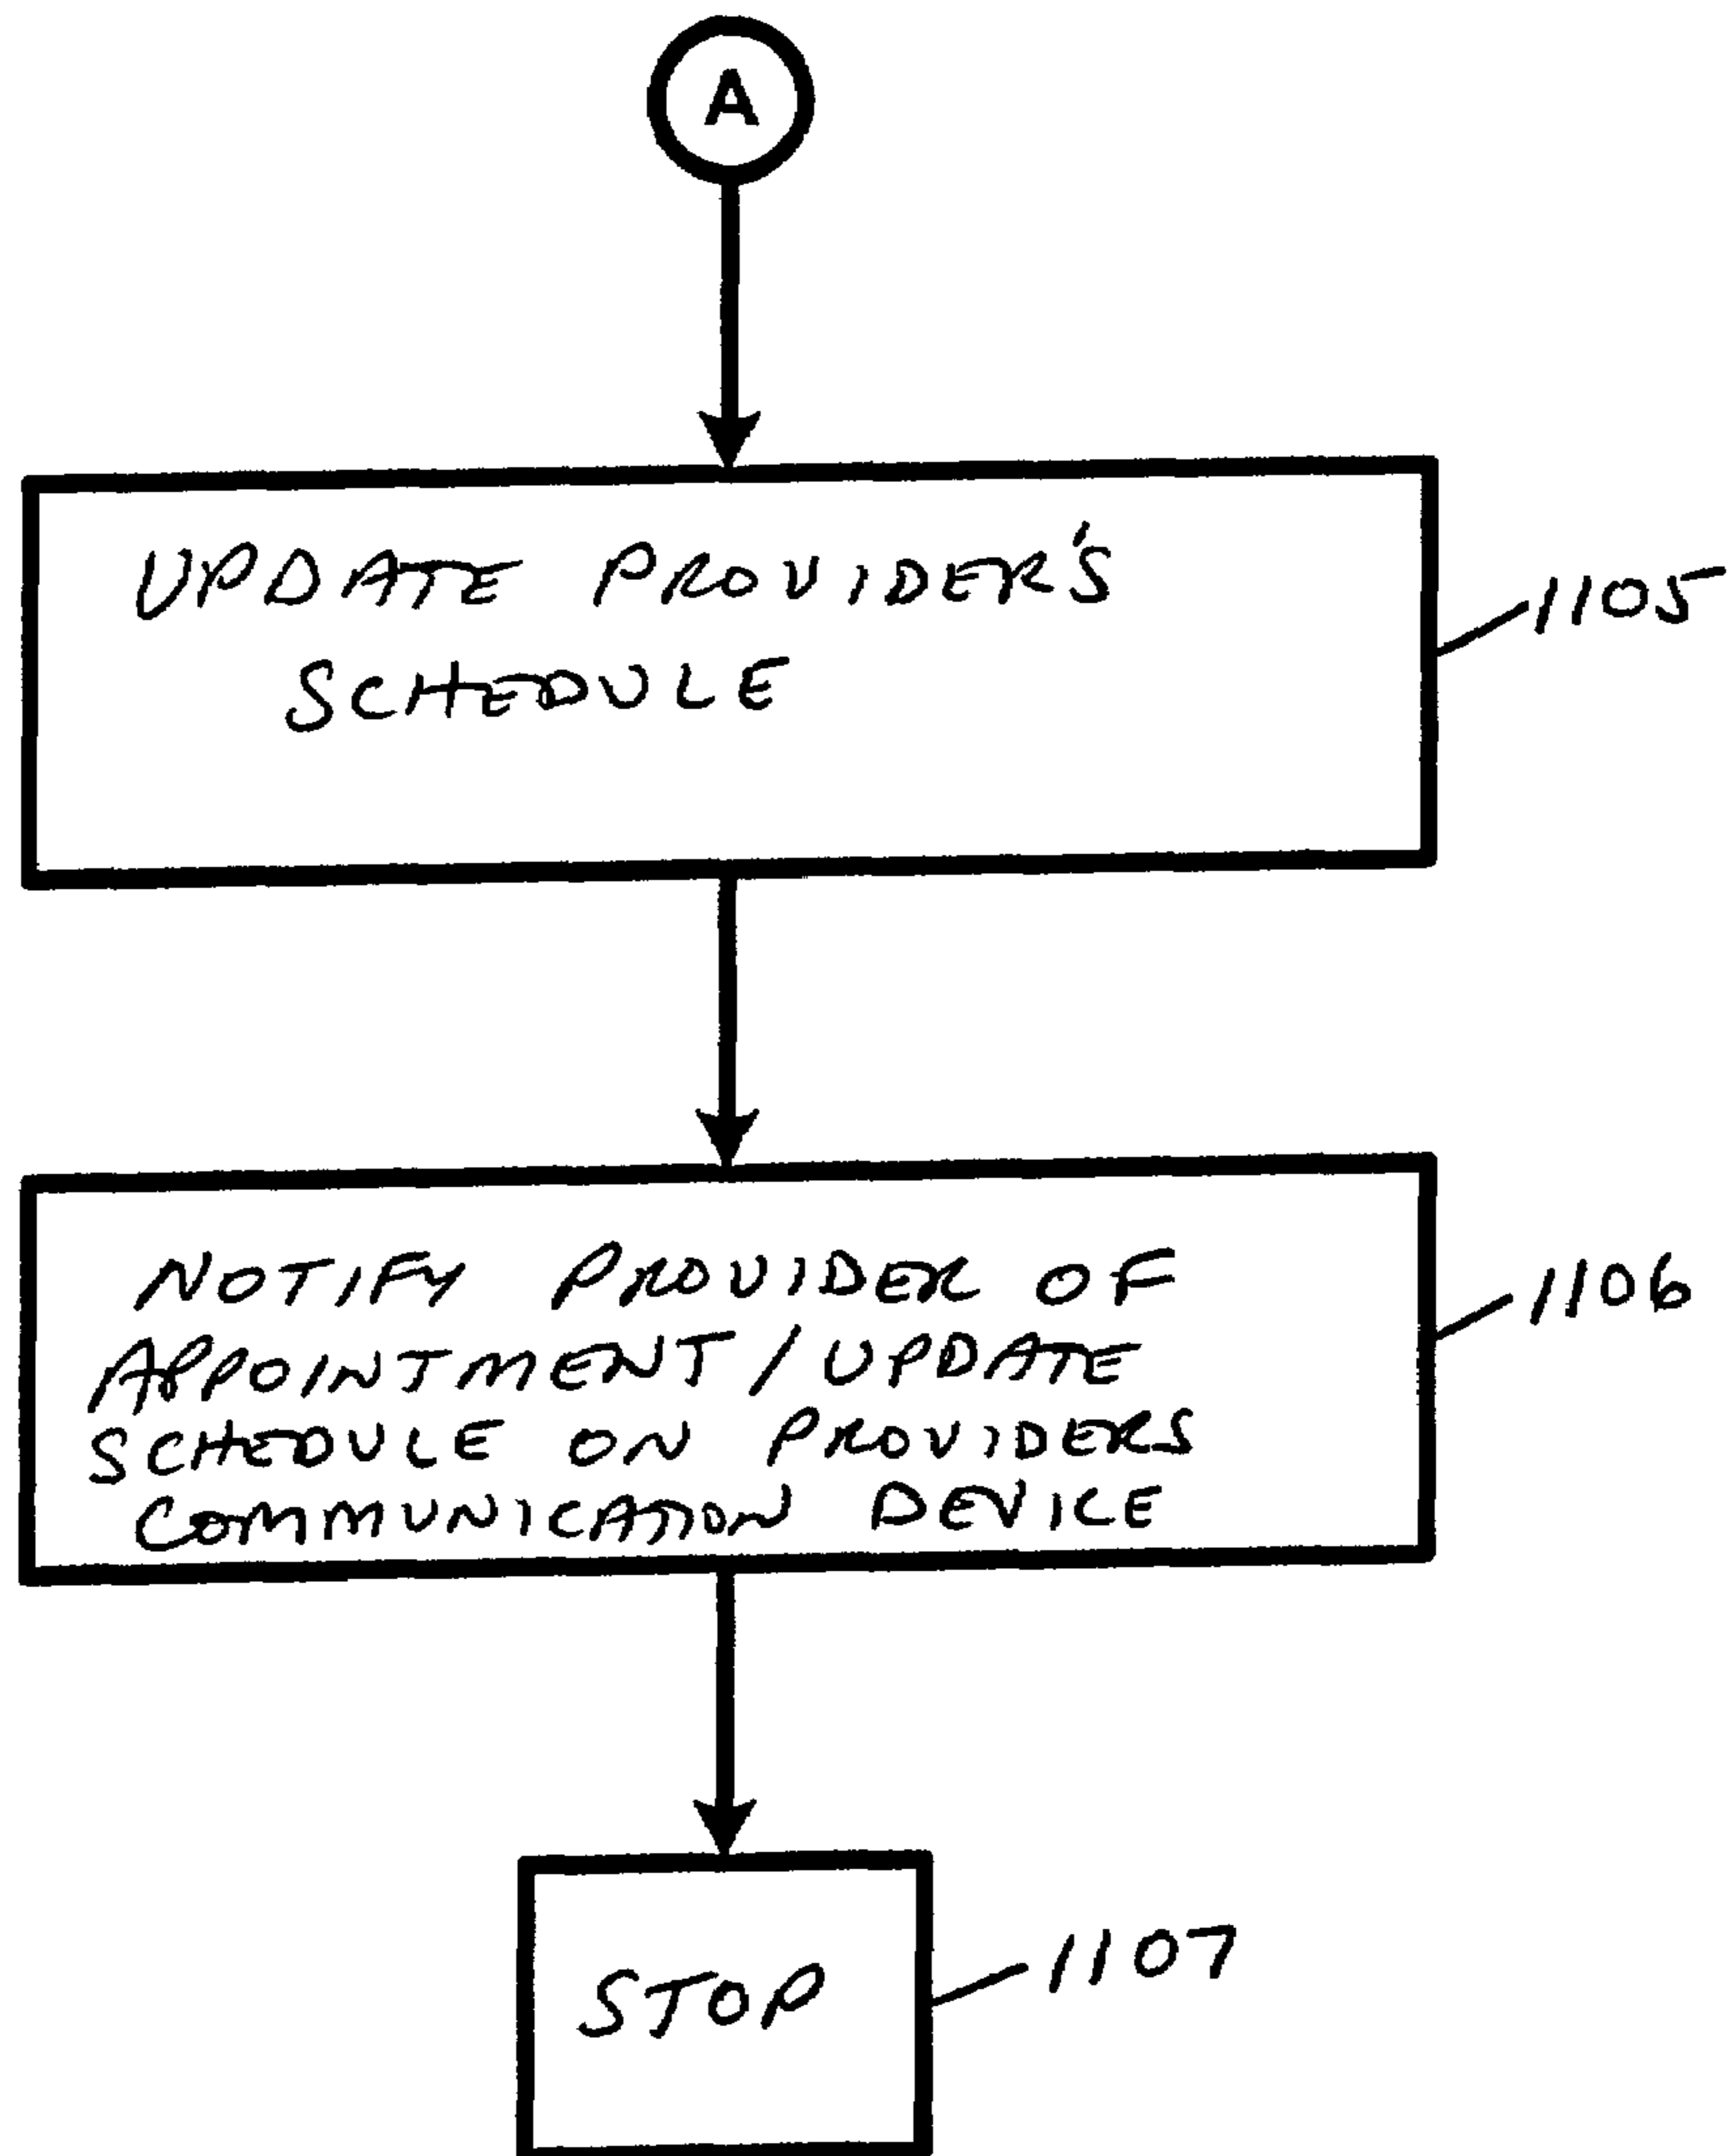 A
UPDATE PROVIDER'S
SCHEDULE
1105
NOTIFY PROVIDER OF
APPOINTMENT/UPDATE
SCHEDULE ON PROVIDERS
COMMUNICATION DEVICE
1106
STOP
1107